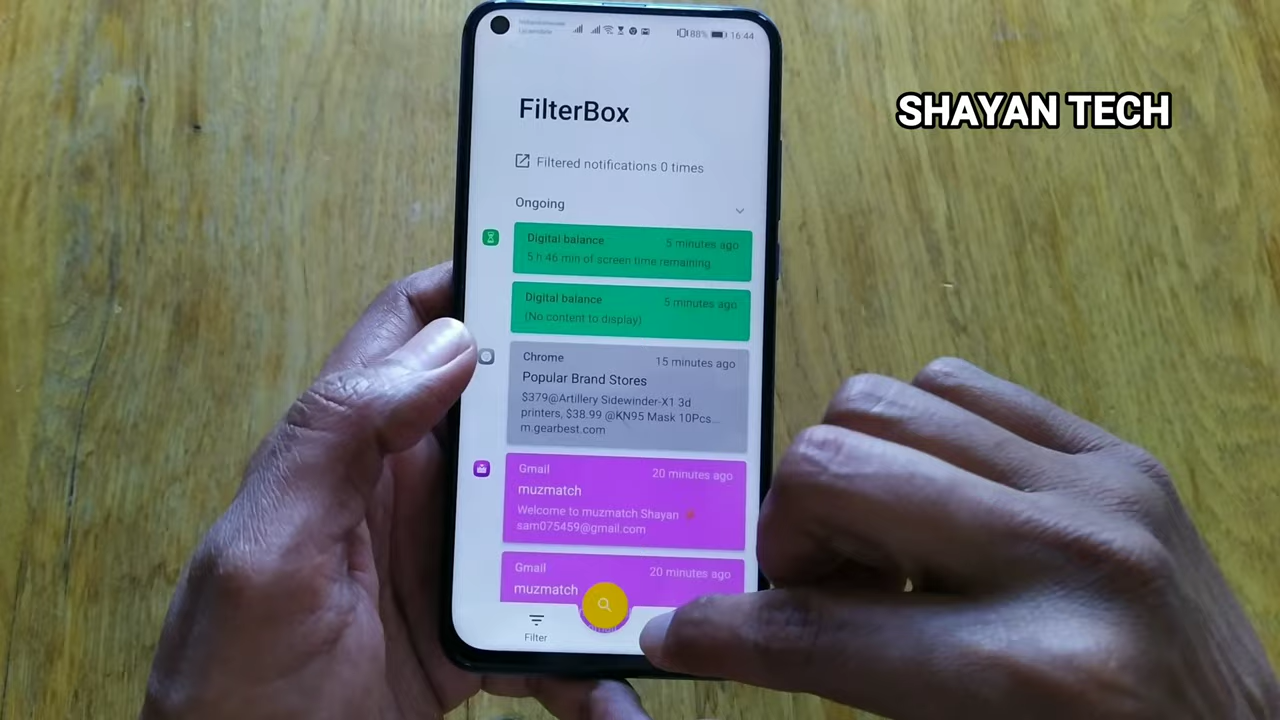 SHAYAN TECH
88% 16:44
FilterBox
Filtered notifications 0 times
Ongoing
Digital balance 5 minutes ago
5 h 46 min of screen time remaining
Digital balance 5 minutes ago
(No content to display)
Chrome 15 minutes ago
Popular Brand Stores
$379@Artillery Sidewinder-X1 3d
printers, $38.99 @KN95 Mask 10Pcs...
m.gearbest.com
Gmail 20 minutes ago
muzmatch
Welcome to muzmatch Shayan
sam075459@gmail.com
Gmail 20 minutes ago
muzmatch
Filter